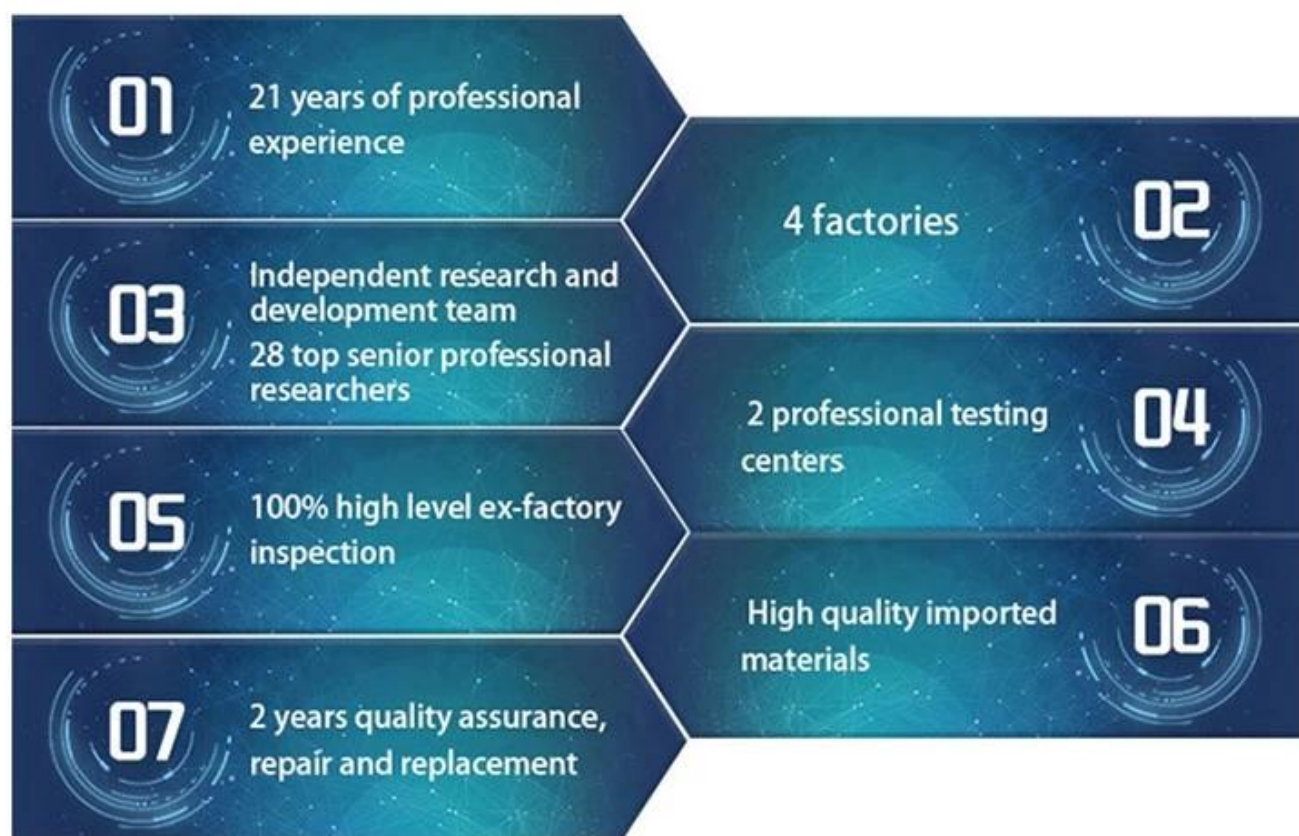 01
21 years of professional
experience
02
4 factories
03
Independent research and
development team
28 top senior professional
researchers
04
2 professional testing
centers
05
100% high level ex-factory
inspection
06
High quality imported
materials
07
2 years quality assurance,
repair and replacement